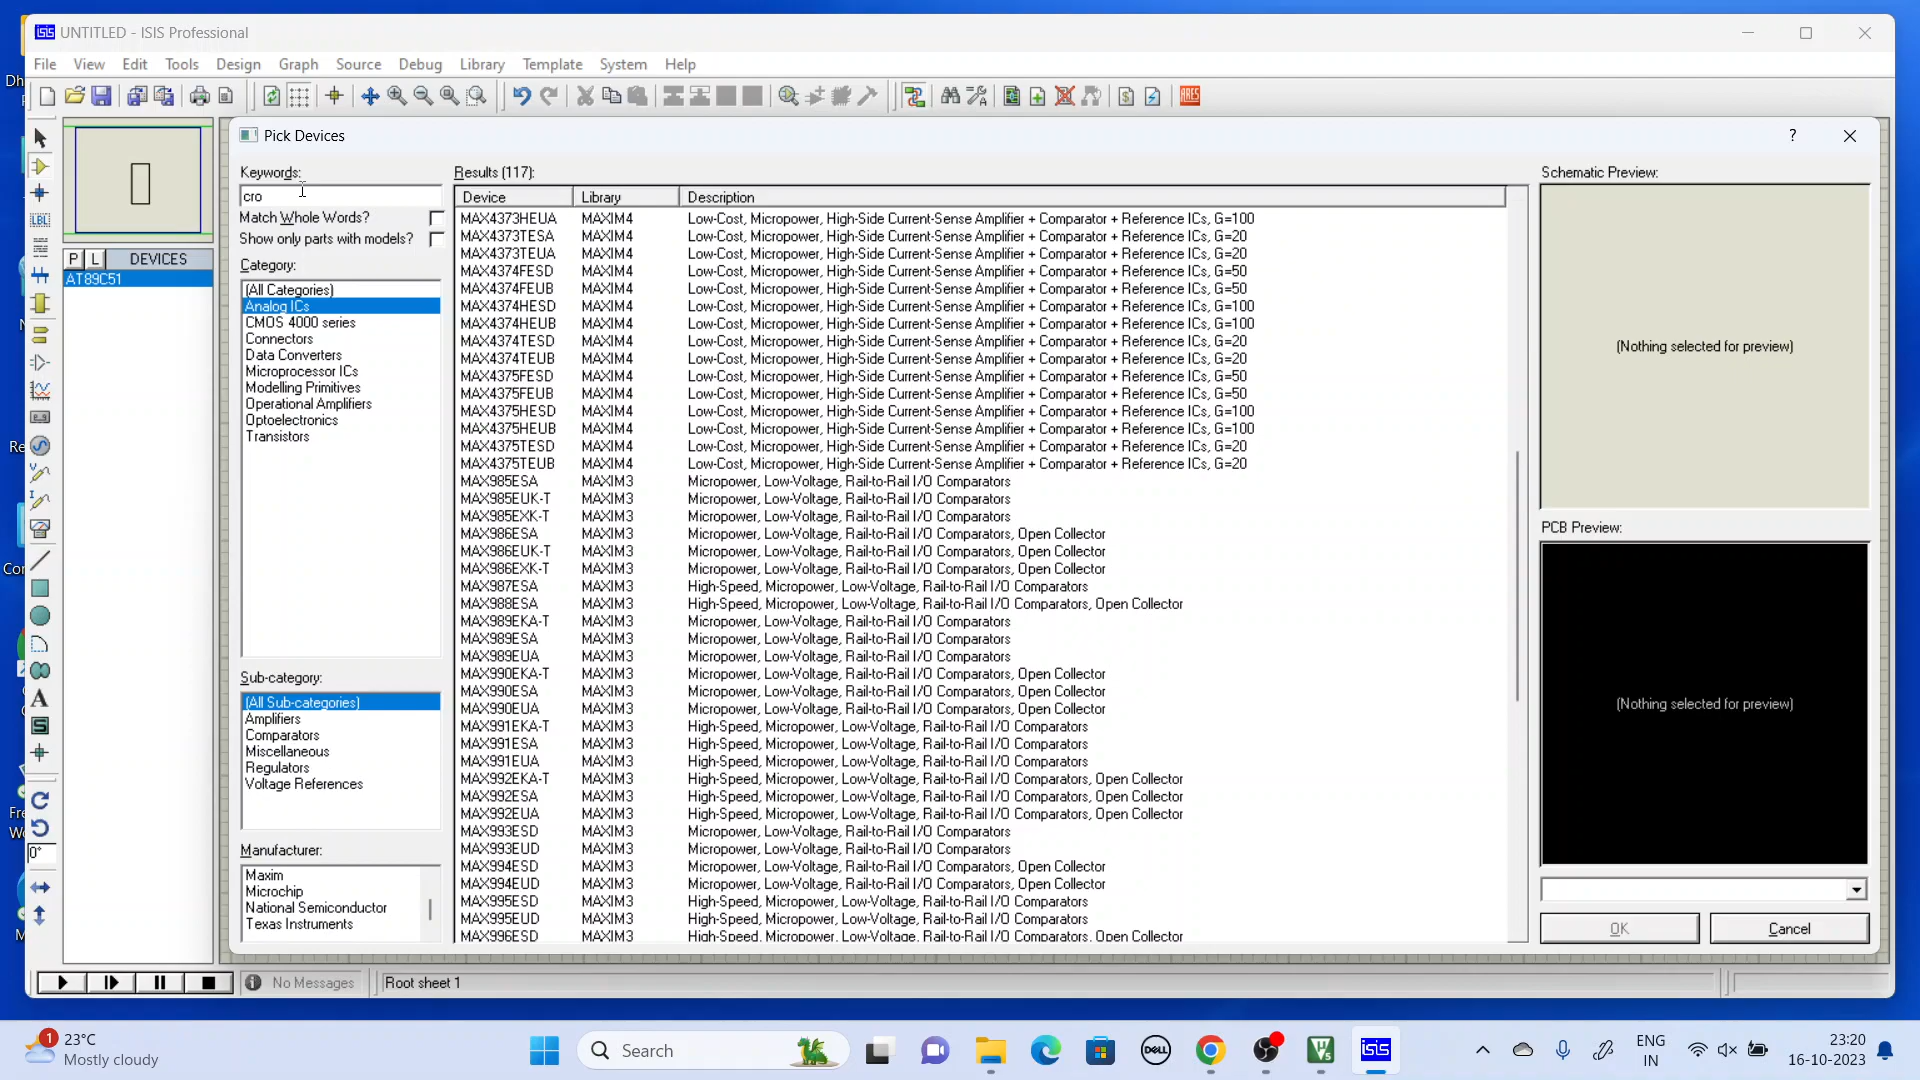 UNTITLED - ISIS Professional
File View Edit Tools Design Graph Source Debug Library Template System Help
Pick Devices
Keywords:
cro
Match Whole Words?
Show only parts with models?
Category:
(All Categories)
Analog ICs
CMOS 4000 series
Connectors
Data Converters
Microprocessor ICs
Modelling Primitives
Operational Amplifiers
Optoelectronics
Transistors
Sub-category:
(All Sub-categories)
Amplifiers
Comparators
Miscellaneous
Regulators
Voltage References
Manufacturer:
Maxim
Microchip
National Semiconductor
Texas Instruments
P L DEVICES
AT89C51
Results (117):
Device Library Description
MAX4373HEUA MAXIM4 Low-Cost, Micropower, High-Side Current-Sense Amplifier + Comparator + Reference ICs, G=100
MAX4373TESA MAXIM4 Low-Cost, Micropower, High-Side Current-Sense Amplifier + Comparator + Reference ICs, G=20
MAX4373TEUA MAXIM4 Low-Cost, Micropower, High-Side Current-Sense Amplifier + Comparator + Reference ICs, G=20
MAX4374FESD MAXIM4 Low-Cost, Micropower, High-Side Current-Sense Amplifier + Comparator + Reference ICs, G=50
MAX4374FEUB MAXIM4 Low-Cost, Micropower, High-Side Current-Sense Amplifier + Comparator + Reference ICs, G=50
MAX4374HESD MAXIM4 Low-Cost, Micropower, High-Side Current-Sense Amplifier + Comparator + Reference ICs, G=100
MAX4374HEUB MAXIM4 Low-Cost, Micropower, High-Side Current-Sense Amplifier + Comparator + Reference ICs, G=100
MAX4374TESD MAXIM4 Low-Cost, Micropower, High-Side Current-Sense Amplifier + Comparator + Reference ICs, G=20
MAX4374TEUB MAXIM4 Low-Cost, Micropower, High-Side Current-Sense Amplifier + Comparator + Reference ICs, G=20
MAX4375FESD MAXIM4 Low-Cost, Micropower, High-Side Current-Sense Amplifier + Comparator + Reference ICs, G=50
MAX4375FEUB MAXIM4 Low-Cost, Micropower, High-Side Current-Sense Amplifier + Comparator + Reference ICs, G=50
MAX4375HESD MAXIM4 Low-Cost, Micropower, High-Side Current-Sense Amplifier + Comparator + Reference ICs, G=100
MAX4375HEUB MAXIM4 Low-Cost, Micropower, High-Side Current-Sense Amplifier + Comparator + Reference ICs, G=100
MAX4375TESD MAXIM4 Low-Cost, Micropower, High-Side Current-Sense Amplifier + Comparator + Reference ICs, G=20
MAX4375TEUB MAXIM4 Low-Cost, Micropower, High-Side Current-Sense Amplifier + Comparator + Reference ICs, G=20
MAX985ESA MAXIM3 Micropower, Low-Voltage, Rail-to-Rail I/O Comparators
MAX985EUK-T MAXIM3 Micropower, Low-Voltage, Rail-to-Rail I/O Comparators
MAX985EXK-T MAXIM3 Micropower, Low-Voltage, Rail-to-Rail I/O Comparators
MAX986ESA MAXIM3 Micropower, Low-Voltage, Rail-to-Rail I/O Comparators, Open Collector
MAX986EUK-T MAXIM3 Micropower, Low-Voltage, Rail-to-Rail I/O Comparators, Open Collector
MAX986EXK-T MAXIM3 Micropower, Low-Voltage, Rail-to-Rail I/O Comparators, Open Collector
MAX987ESA MAXIM3 High-Speed, Micropower, Low-Voltage, Rail-to-Rail I/O Comparators
MAX988ESA MAXIM3 High-Speed, Micropower, Low-Voltage, Rail-to-Rail I/O Comparators, Open Collector
MAX989EKA-T MAXIM3 Micropower, Low-Voltage, Rail-to-Rail I/O Comparators
MAX989ESA MAXIM3 Micropower, Low-Voltage, Rail-to-Rail I/O Comparators
MAX989EUA MAXIM3 Micropower, Low-Voltage, Rail-to-Rail I/O Comparators
MAX990EKA-T MAXIM3 Micropower, Low-Voltage, Rail-to-Rail I/O Comparators, Open Collector
MAX990ESA MAXIM3 Micropower, Low-Voltage, Rail-to-Rail I/O Comparators, Open Collector
MAX990EUA MAXIM3 Micropower, Low-Voltage, Rail-to-Rail I/O Comparators, Open Collector
MAX991EKA-T MAXIM3 High-Speed, Micropower, Low-Voltage, Rail-to-Rail I/O Comparators
MAX991ESA MAXIM3 High-Speed, Micropower, Low-Voltage, Rail-to-Rail I/O Comparators
MAX991EUA MAXIM3 High-Speed, Micropower, Low-Voltage, Rail-to-Rail I/O Comparators
MAX992EKA-T MAXIM3 High-Speed, Micropower, Low-Voltage, Rail-to-Rail I/O Comparators, Open Collector
MAX992ESA MAXIM3 High-Speed, Micropower, Low-Voltage, Rail-to-Rail I/O Comparators, Open Collector
MAX992EUA MAXIM3 High-Speed, Micropower, Low-Voltage, Rail-to-Rail I/O Comparators, Open Collector
MAX993ESD MAXIM3 Micropower, Low-Voltage, Rail-to-Rail I/O Comparators
MAX993EUD MAXIM3 Micropower, Low-Voltage, Rail-to-Rail I/O Comparators
MAX994ESD MAXIM3 Micropower, Low-Voltage, Rail-to-Rail I/O Comparators, Open Collector
MAX994EUD MAXIM3 Micropower, Low-Voltage, Rail-to-Rail I/O Comparators, Open Collector
MAX995ESD MAXIM3 High-Speed, Micropower, Low-Voltage, Rail-to-Rail I/O Comparators
MAX995EUD MAXIM3 High-Speed, Micropower, Low-Voltage, Rail-to-Rail I/O Comparators
MAX996ESD MAXIM3 High-Speed, Micropower, Low-Voltage, Rail-to-Rail I/O Comparators, Open Collector
Schematic Preview:
(Nothing selected for preview)
PCB Preview:
(Nothing selected for preview)
OK Cancel
No Messages Root sheet 1
23°C
Mostly cloudy
Search
ENG
IN
23:20
16-10-2023